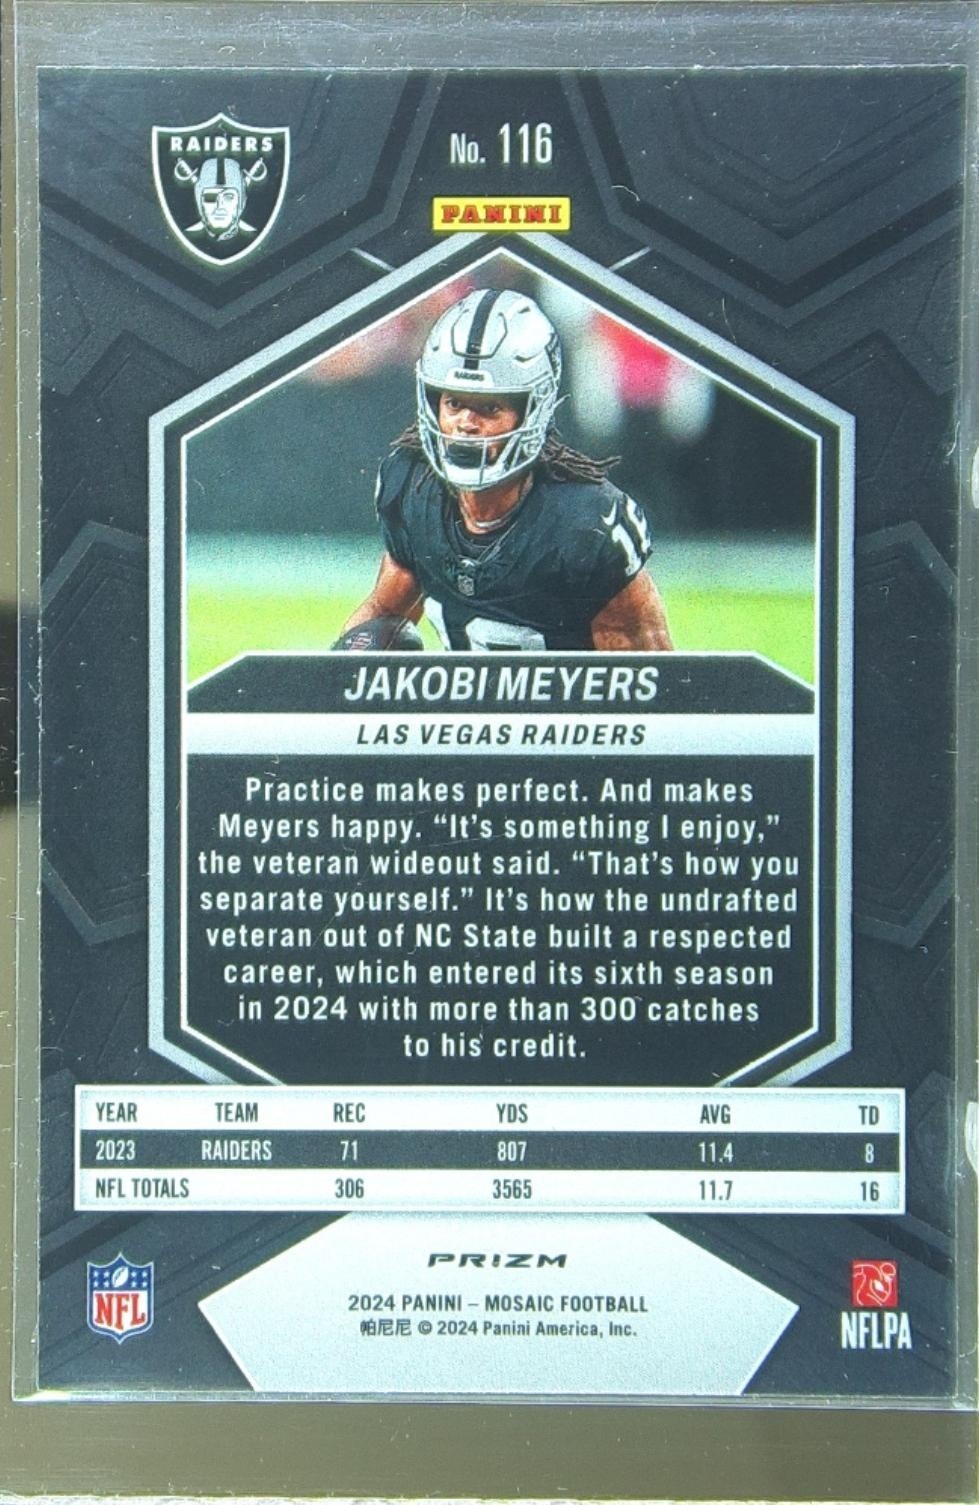 RAIDERS
No. 116
PANINI
RAIDERS
JAKOBI MEYERS
LAS VEGAS RAIDERS
Practice makes perfect. And makes
Meyers happy. “It's something I enjoy,”
the veteran wideout said. “That's how you
separate yourself.” It's how the undrafted
veteran out of NC State built a respected
career, which entered its sixth season
in 2024 with more than 300 catches
to his credit.
YEAR TEAM REC YDS AVG TD
2023 RAIDERS 71 807 11.4 8
NFL TOTALS 306 3565 11.7 16
PRIZM
2024 PANINI – MOSAIC FOOTBALL
帕尼尼 © 2024 Panini America, Inc.
NFL
NFLPA